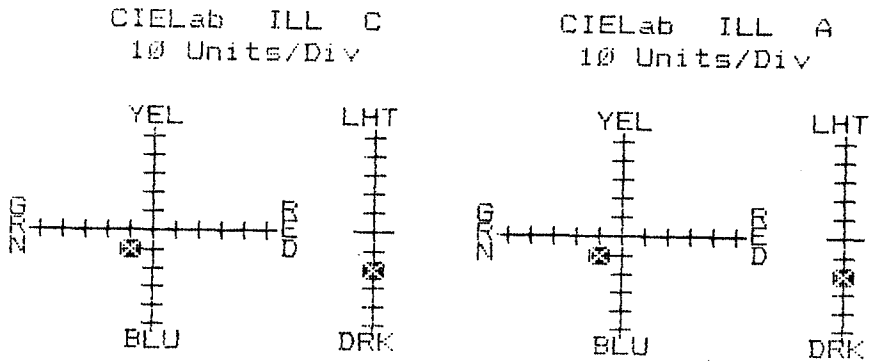 CIELab ILL C
10 Units/Div
YEL
LHT
GRN
RED
BLU
DRK
CIELab ILL A
10 Units/Div
YEL
LHT
GRN
RED
BLU
DRK